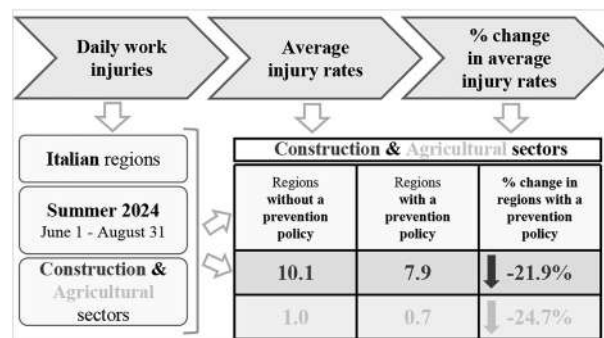 Daily work
injuries
Average
injury rates
% change
in average
injury rates
Italian regions
Summer 2024
June 1 - August 31
Construction &
Agricultural
sectors
Construction & Agricultural sectors
Regions
without a
prevention
policy
Regions
with a
prevention
policy
% change in
regions with a
prevention
policy
10.1
7.9
-21.9%
1.0
0.7
-24.7%